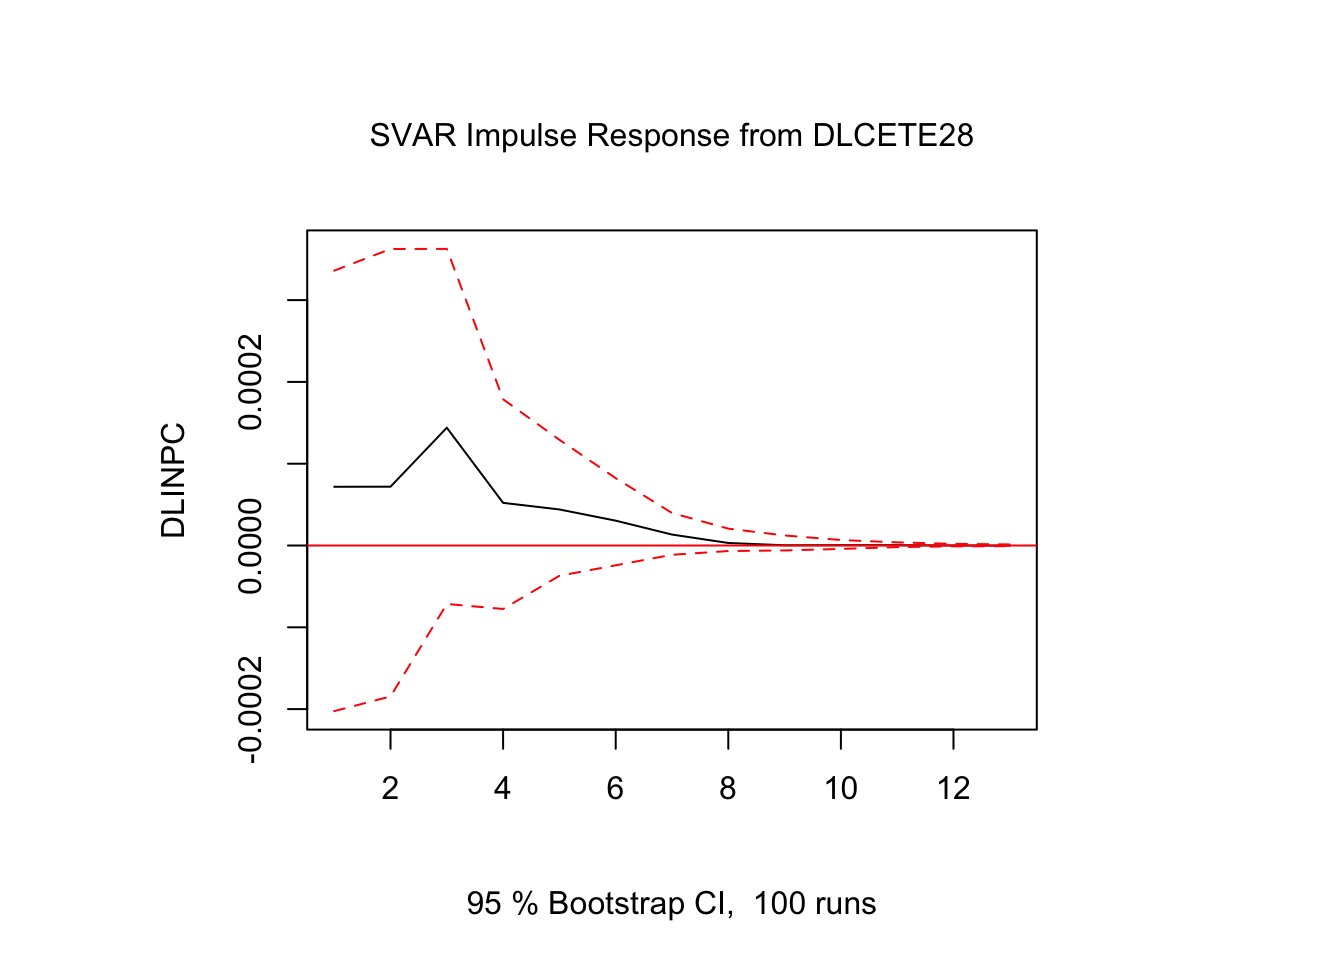 SVAR Impulse Response from DLCETE28
DLINPC
0.0002
0.0000
-0.0002
2 4 6 8 10 12
95 % Bootstrap CI,  100 runs